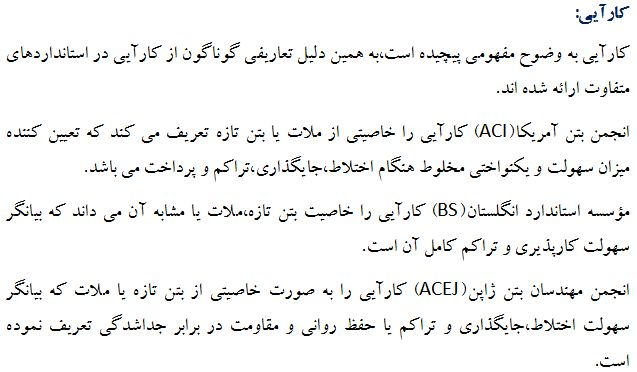 کارآیی:
کارآیی به وضوح مفهومی پیچیده است،به همین دلیل تعاریفی گوناگون از کارآیی در استانداردهای
متفاوت ارائه شده اند.
انجمن بتن آمریکا(ACI) کارآیی را خاصیتی از ملات یا بتن تازه تعریف می کند که تعیین کننده
میزان سهولت و یکنواختی مخلوط هنگام اختلاط،جایگذاری،تراکم و پرداخت می باشد.
مؤسسه استاندارد انگلستان(BS) کارآیی را خاصیت بتن تازه،ملات یا مشابه آن می داند که بیانگر
سهولت کارپذیری و تراکم کامل آن است.
انجمن مهندسان بتن ژاپن(ACEJ) کارآیی را به صورت خاصیتی از بتن تازه یا ملات که بیانگر
سهولت اختلاط،جایگذاری و تراکم یا حفظ روانی و مقاومت در برابر جداشدگی تعریف نموده
است.